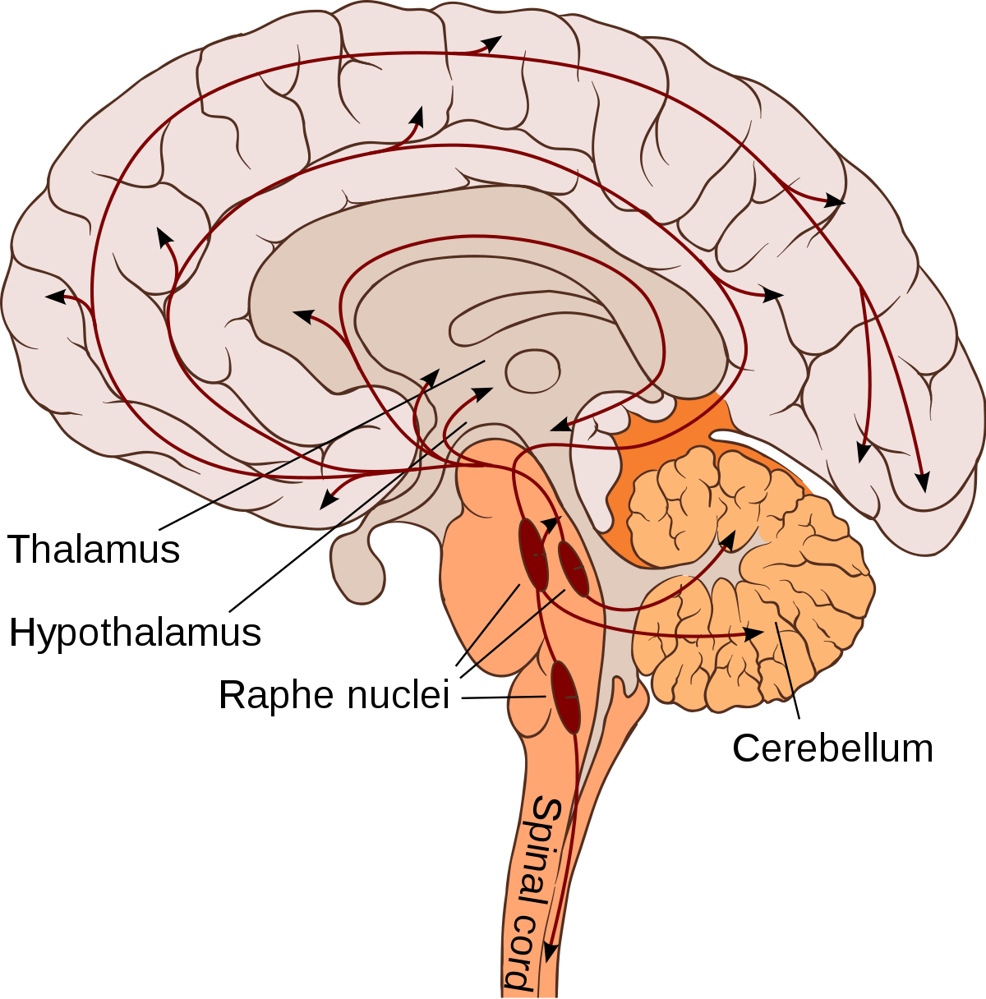 Thalamus
Hypothalamus
Raphe nuclei
Cerebellum
Spinal cord